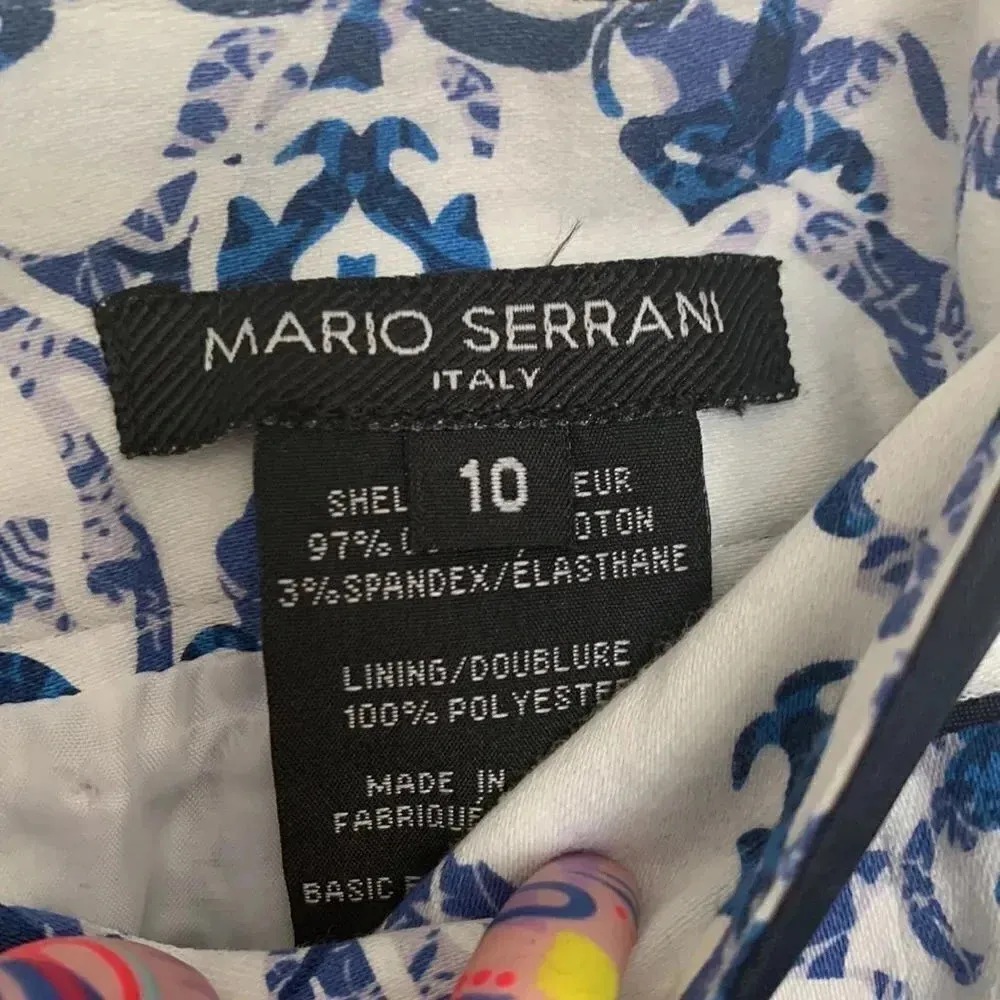 MARIO SERRANI
ITALY
10
SHEL EUR
97% OTON
3% SPANDEX/ÉLASTHANE
LINING/DOUBLURE
100% POLYESTE
MADE IN
FABRIQUÉ
BASIC